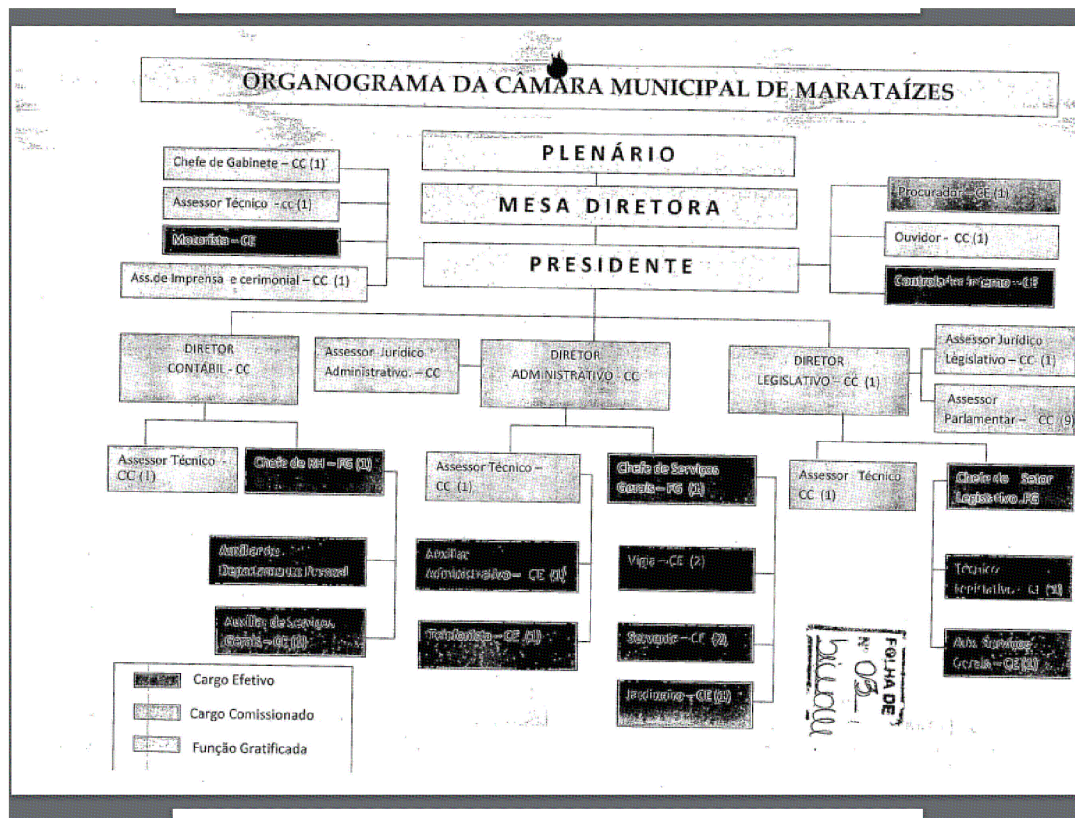 ORGANOGRAMA DA CÂMARA MUNICIPAL DE MARATAÍZES
PLENÁRIO
MESA DIRETORA
PRESIDENTE
Chefe de Gabinete – CC (1)
Assessor Técnico - cc (1)
Motorista – CE
Ass.de Imprensa e cerimonial – CC (1)
Procurador – CE (1)
Ouvidor - CC (1)
Controlador Interno – CE
DIRETOR
CONTÁBIL - CC
Assessor Jurídico
Administrativo. – CC
DIRETOR
ADMINISTRATIVO - CC
DIRETOR
LEGISLATIVO – CC (1)
Assessor Jurídico
Legislativo – CC (1)
Assessor
Parlamentar – CC (9)
Assessor Técnico -
CC (1)
Chefe de RH – FG (1)
Assessor Técnico –
CC (1)
Chefe de Serviços
Gerais – FG (1)
Assessor Técnico
CC (1)
Chefe do Setor
Legislativo .FG
Auxiliar de
Departamento Pessoal
Auxiliar de Serviços
Gerais – CE
Auxiliar
Administrativo – CE
Telefonista – CE (1)
Vigia – CE (2)
Servente – CE (2)
Jardineiro – CE (1)
Técnico
Legislativo - CE
Aux. Serviços
Gerais – CE (1)
Cargo Efetivo
Cargo Comissionado
Função Gratificada
FOLHA DE
Nº 03